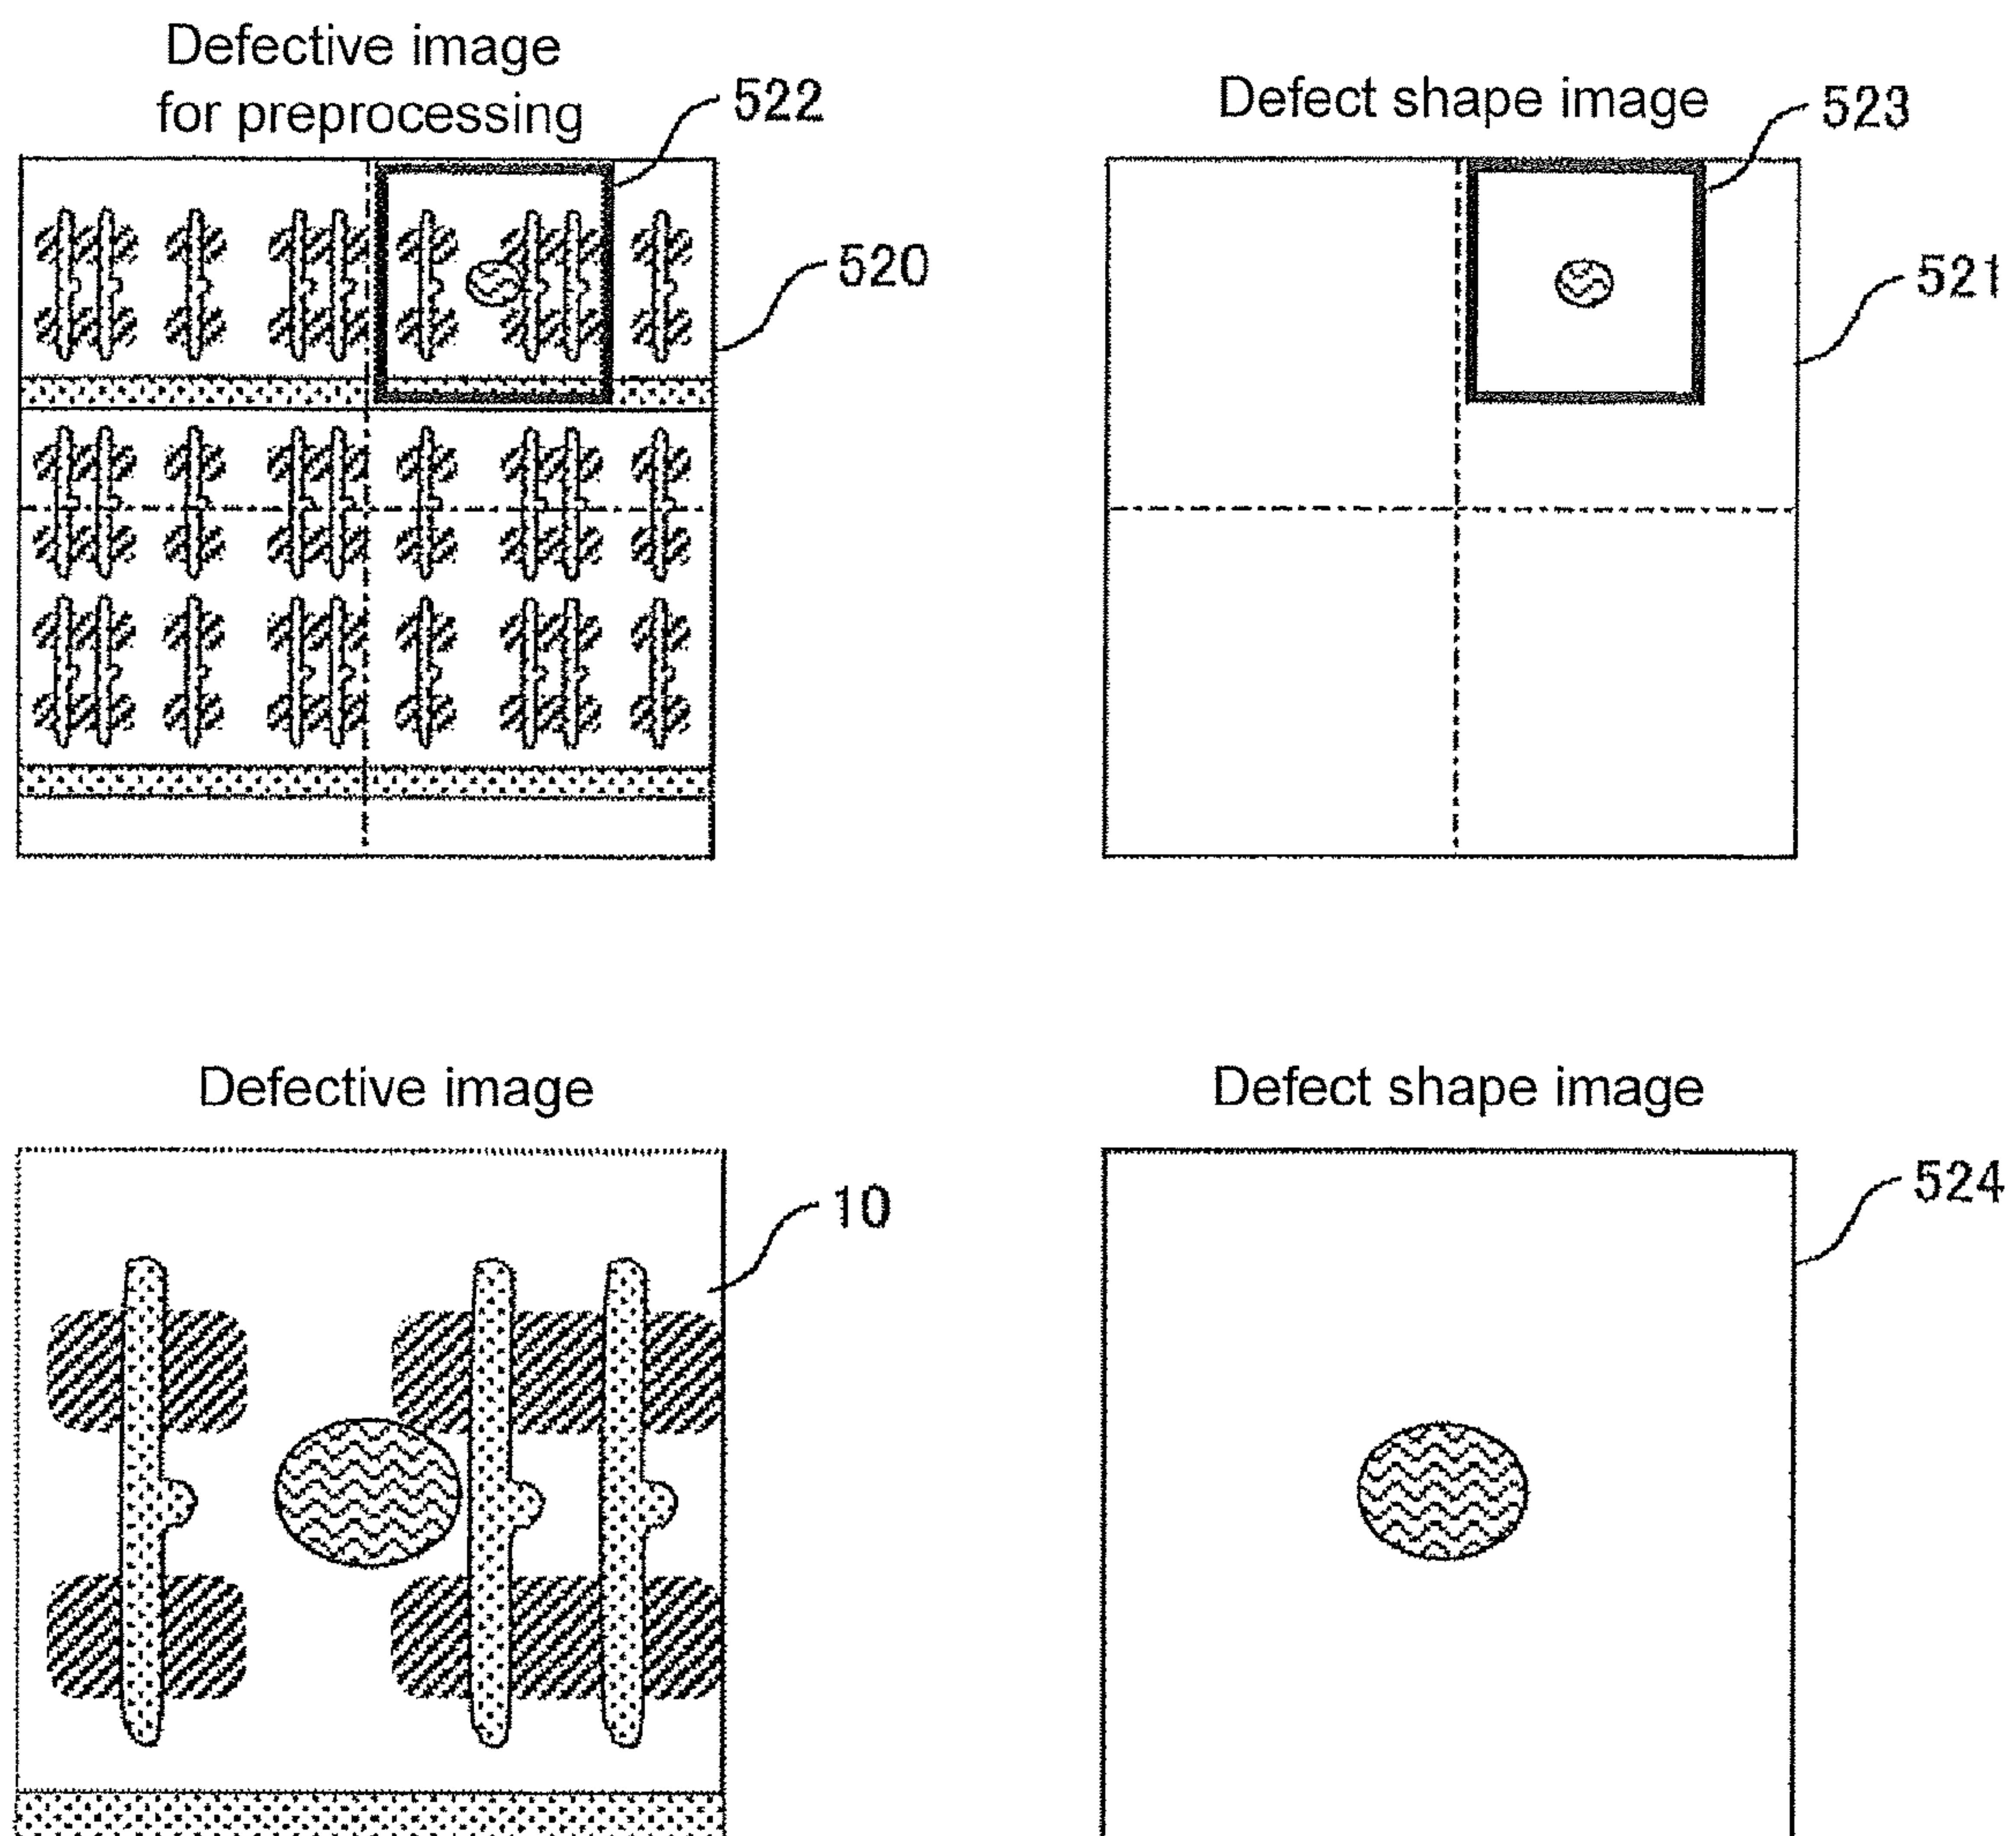 Defective image
for preprocessing
522
520
Defect shape image
523
521
Defective image
10
Defect shape image
524